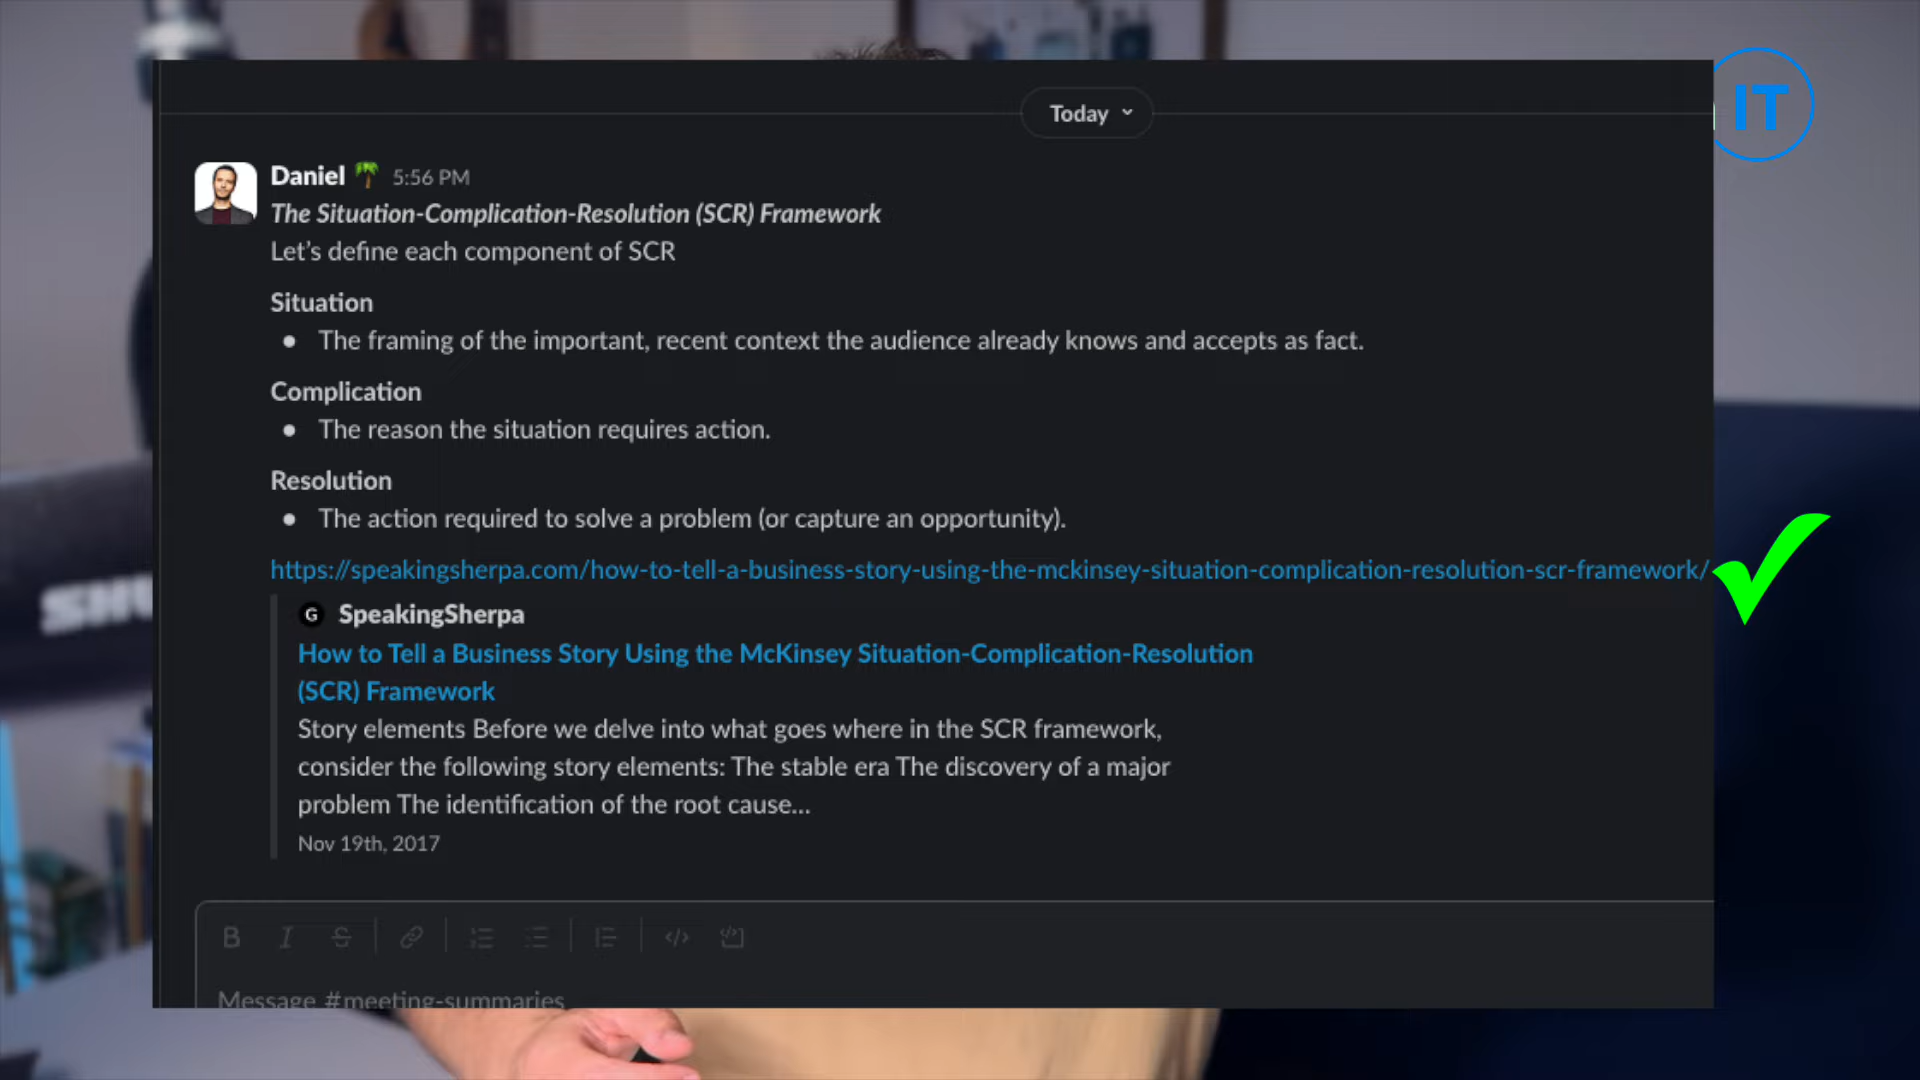 IT
Today
Daniel 5:56 PM
The Situation-Complication-Resolution (SCR) Framework
Let's define each component of SCR
Situation
• The framing of the important, recent context the audience already knows and accepts as fact.
Complication
• The reason the situation requires action.
Resolution
• The action required to solve a problem (or capture an opportunity).
https://speakingsherpa.com/how-to-tell-a-business-story-using-the-mckinsey-situation-complication-resolution-scr-framework/
G SpeakingSherpa
How to Tell a Business Story Using the McKinsey Situation-Complication-Resolution
(SCR) Framework
Story elements Before we delve into what goes where in the SCR framework,
consider the following story elements: The stable era The discovery of a major
problem The identification of the root cause...
Nov 19th, 2017
B I S
Message #meeting-summaries